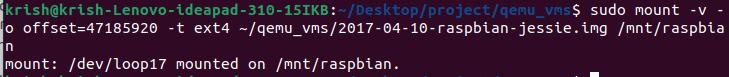 krish@krish-Lenovo-ideapad-310-15IKB:~/Desktop/project/qemu_vms$ sudo mount -v -
o offset=47185920 -t ext4 ~/qemu_vms/2017-04-10-raspbian-jessie.img /mnt/raspbia
n
mount: /dev/loop17 mounted on /mnt/raspbian.